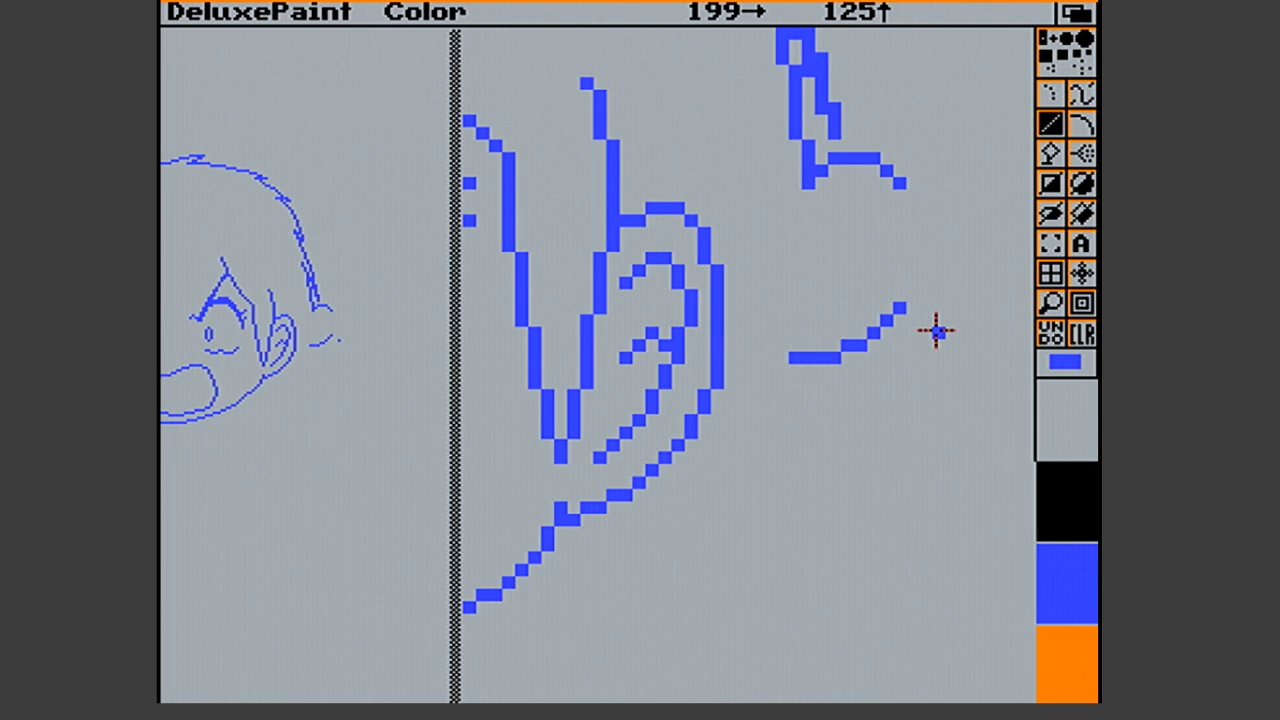 DeluxePaint Color 199→ 125↑
A
UN
DO CLR